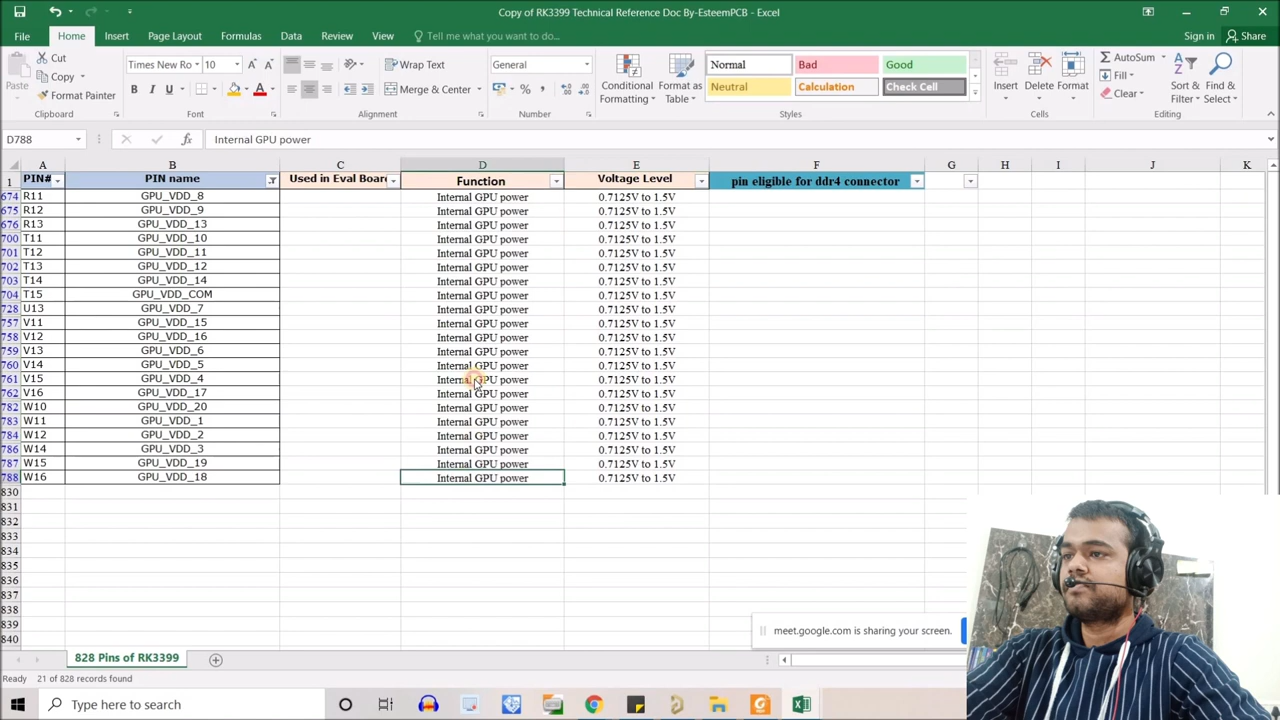 Copy of RK3399 Technical Reference Doc By-EsteemPCB - Excel
File Home Insert Page Layout Formulas Data Review View Tell me what you want to do... Sign in Share
Paste Cut Copy Format Painter
Clipboard
Times New Ro 10 A A
B I U A
Font
Wrap Text
Merge & Center
Alignment
General
% ,
Number
Conditional Formatting Format as Table
Normal Bad Good
Neutral Calculation Check Cell
Styles
Insert Delete Format
Cells
AutoSum
Fill
Clear
Sort & Filter Find & Select
Editing
D788 fx Internal GPU power
A B C D E F G H I J K
1 PIN# PIN name Used in Eval Board Function Voltage Level pin eligible for ddr4 connector
674 R11 GPU_VDD_8 Internal GPU power 0.7125V to 1.5V
675 R12 GPU_VDD_9 Internal GPU power 0.7125V to 1.5V
676 R13 GPU_VDD_13 Internal GPU power 0.7125V to 1.5V
700 T11 GPU_VDD_10 Internal GPU power 0.7125V to 1.5V
701 T12 GPU_VDD_11 Internal GPU power 0.7125V to 1.5V
702 T13 GPU_VDD_12 Internal GPU power 0.7125V to 1.5V
703 T14 GPU_VDD_14 Internal GPU power 0.7125V to 1.5V
704 T15 GPU_VDD_COM Internal GPU power 0.7125V to 1.5V
728 U13 GPU_VDD_7 Internal GPU power 0.7125V to 1.5V
757 V11 GPU_VDD_15 Internal GPU power 0.7125V to 1.5V
758 V12 GPU_VDD_16 Internal GPU power 0.7125V to 1.5V
759 V13 GPU_VDD_6 Internal GPU power 0.7125V to 1.5V
760 V14 GPU_VDD_5 Internal GPU power 0.7125V to 1.5V
761 V15 GPU_VDD_4 Internal GPU power 0.7125V to 1.5V
762 V16 GPU_VDD_17 Internal GPU power 0.7125V to 1.5V
782 W10 GPU_VDD_20 Internal GPU power 0.7125V to 1.5V
783 W11 GPU_VDD_1 Internal GPU power 0.7125V to 1.5V
784 W12 GPU_VDD_2 Internal GPU power 0.7125V to 1.5V
786 W14 GPU_VDD_3 Internal GPU power 0.7125V to 1.5V
787 W15 GPU_VDD_19 Internal GPU power 0.7125V to 1.5V
788 W16 GPU_VDD_18 Internal GPU power 0.7125V to 1.5V
830
831
832
833
834
835
836
837
838
839
840
meet.google.com is sharing your screen.
828 Pins of RK3399
Ready 21 of 828 records found
Type here to search